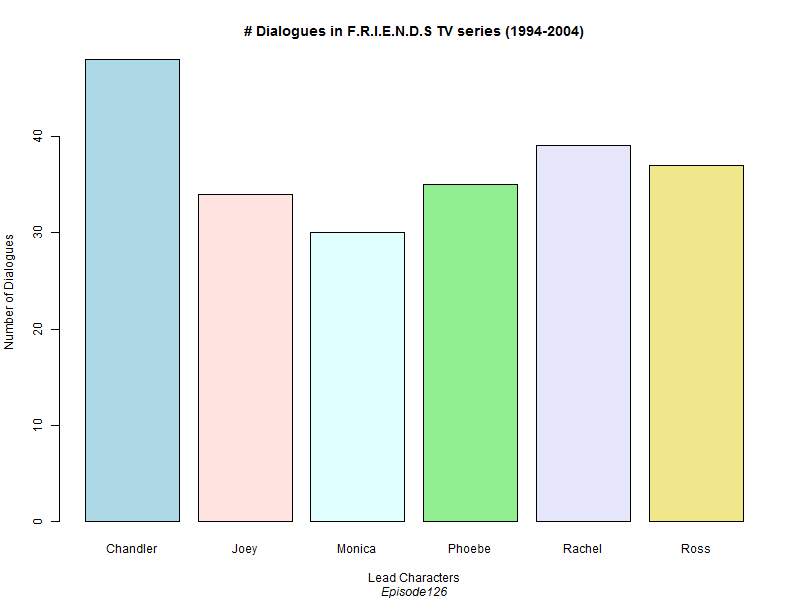 # Dialogues in F.R.I.E.N.D.S TV series (1994-2004)
Number of Dialogues
40
30
20
10
0
Chandler Joey Monica Phoebe Rachel Ross
Lead Characters
Episode126